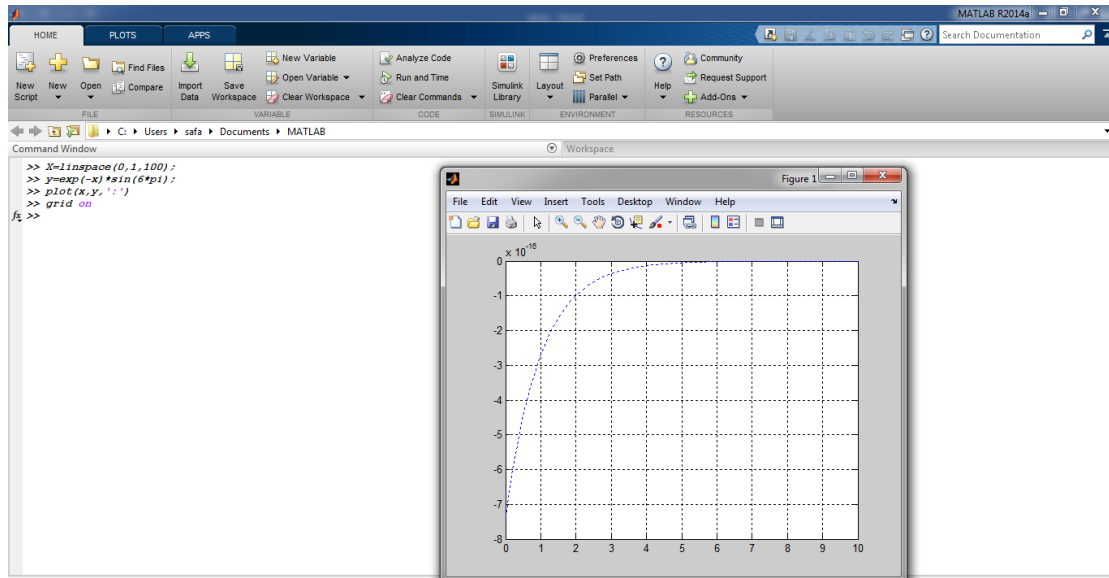 MATLAB R2014a
HOME PLOTS APPS
Search Documentation
New Script
New
Open
Find Files
Compare
Import Data
Save Workspace
New Variable
Open Variable
Clear Workspace
Analyze Code
Run and Time
Clear Commands
Simulink Library
Layout
Preferences
Set Path
Parallel
Help
Community
Request Support
Add-Ons
FILE VARIABLE CODE SIMULINK ENVIRONMENT RESOURCES
C: Users safa Documents MATLAB
Command Window
Workspace
>> X=linspace(0,1,100);
>> y=exp(-x)*sin(6*pi);
>> plot(x,y,':')
>> grid on
fx >>
Figure 1
File Edit View Insert Tools Desktop Window Help
x 10^-16
0
-1
-2
-3
-4
-5
-6
-7
-8
0 1 2 3 4 5 6 7 8 9 10